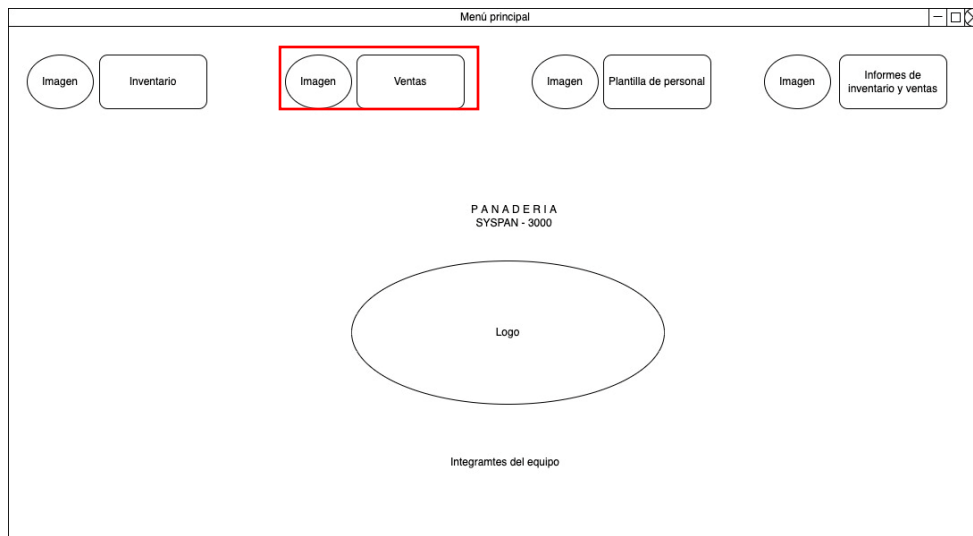 Menú principal
Imagen
Inventario
Imagen
Ventas
Imagen
Plantilla de personal
Imagen
Informes de
inventario y ventas
P A N A D E R I A
SYSPAN - 3000
Logo
Integramtes del equipo